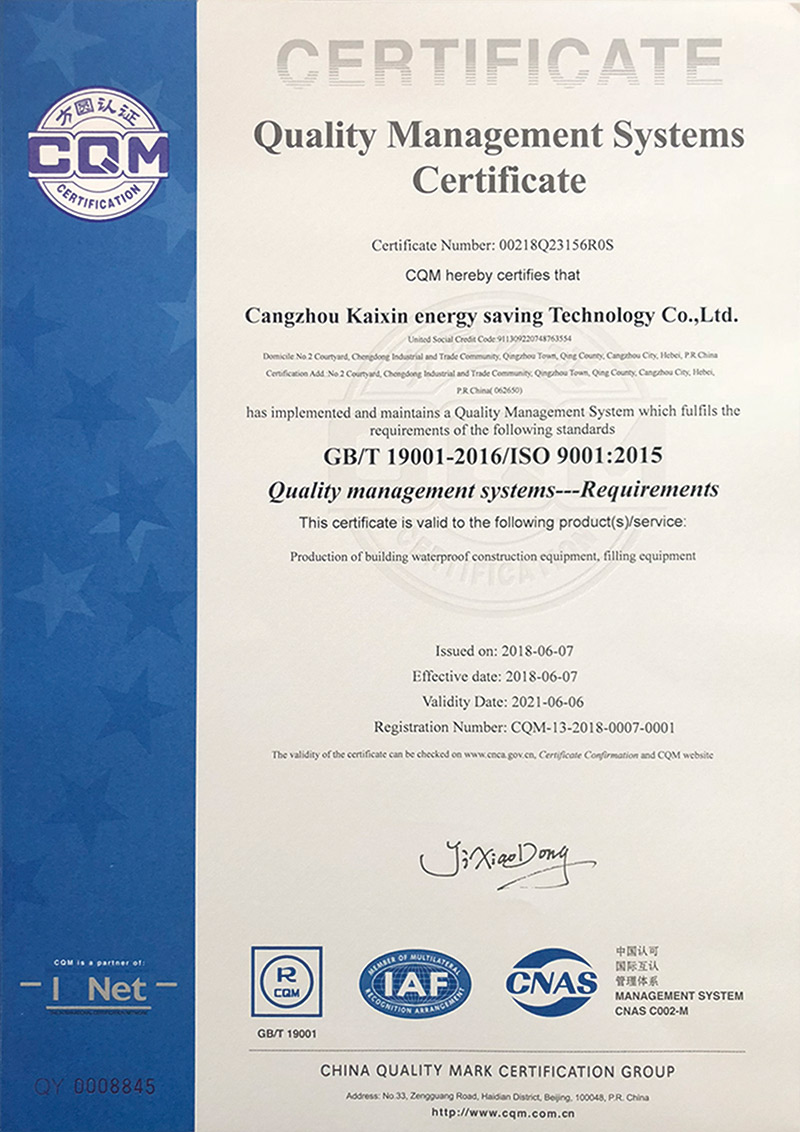 CERTIFICATE
方圆认证
CQM
CERTIFICATION
Quality Management Systems
Certificate
Certificate Number: 00218Q23156R0S
CQM hereby certifies that
Cangzhou Kaixin energy saving Technology Co.,Ltd.
United Social Credit Code:911309220748763554
Domicile No.2 Courtyard, Chengdong Industrial and Trade Community, Qingzhou Town, Qing County, Cangzhou City, Hebei, P.R.China
Certification Add.:No.2 Courtyard, Chengdong Industrial and Trade Community, Qingzhou Town, Qing County, Cangzhou City, Hebei,
P.R.China( 062650)
has implemented and maintains a Quality Management System which fulfils the
requirements of the following standards
GB/T 19001-2016/ISO 9001:2015
Quality management systems---Requirements
This certificate is valid to the following product(s)/service:
Production of building waterproof construction equipment, filling equipment
Issued on: 2018-06-07
Effective date: 2018-06-07
Validity Date: 2021-06-06
Registration Number: CQM-13-2018-0007-0001
The validity of the certificate can be checked on www.cnca.gov.cn, Certificate Confirmation and CQM website
Ji XiaoDong
CQM is a partner of:
I Net
QY 0008845
R
CQM
GB/T 19001
MEMBER OF MULTILATERAL
IAF
RECOGNITION ARRANGEMENT
CNAS
中国认可
国际互认
管理体系
MANAGEMENT SYSTEM
CNAS C002-M
CHINA QUALITY MARK CERTIFICATION GROUP
Address: No.33, Zengguang Road, Haidian District, Beijing, 100048, P.R. China
http://www.cqm.com.cn